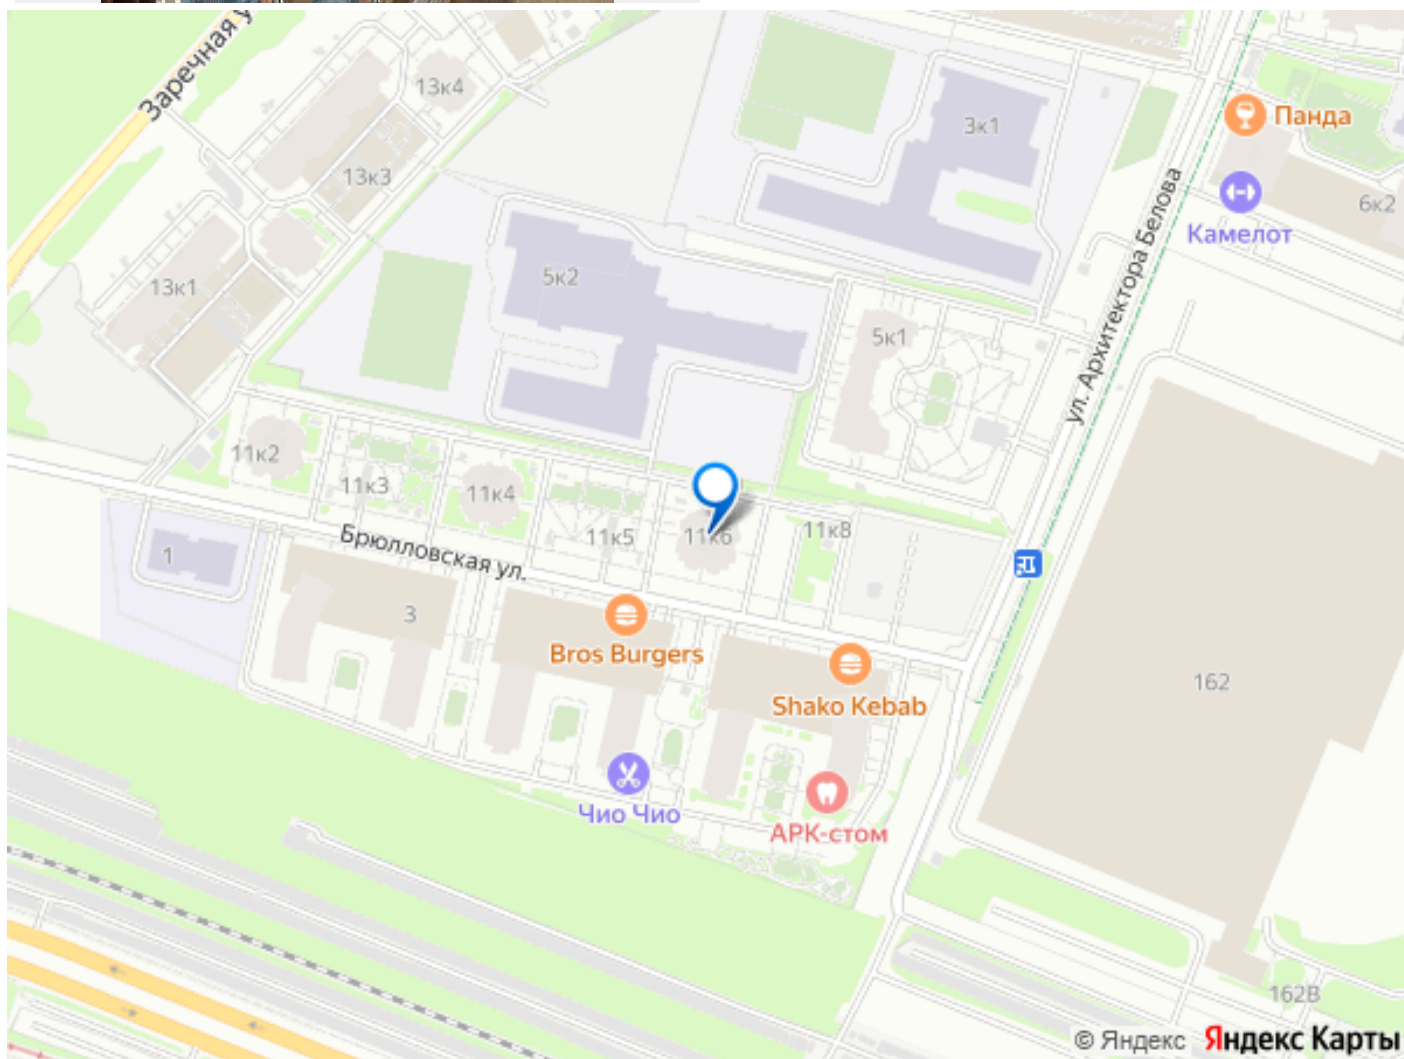 Заречная у
13к4
3к1
Панда
13к3
6к2
Камелот
ул. Архитектора Белова
5к2
13к1
5к1
11к2
11к3
11к4
11к5
11к6
11к8
Брюлловская ул.
1
3
Bros Burgers
Shako Kebab
162
Чио Чио
АРК-стом
162В
© Яндекс Яндекс Карты